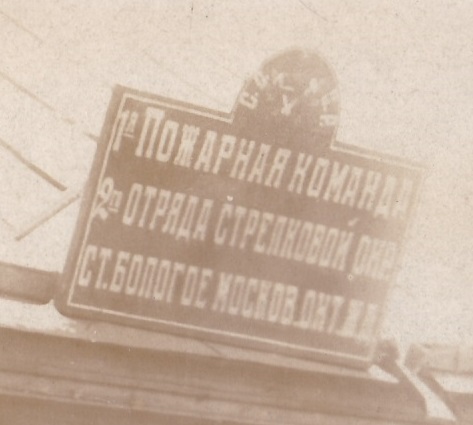 1я ПОЖАРНАЯ КОМАНДА
2го ОТРЯДА СТРЕЛКОВОЙ ОХР
СТ. БОЛОГОЕ МОСКОВ. ОКТ. Ж.Д.